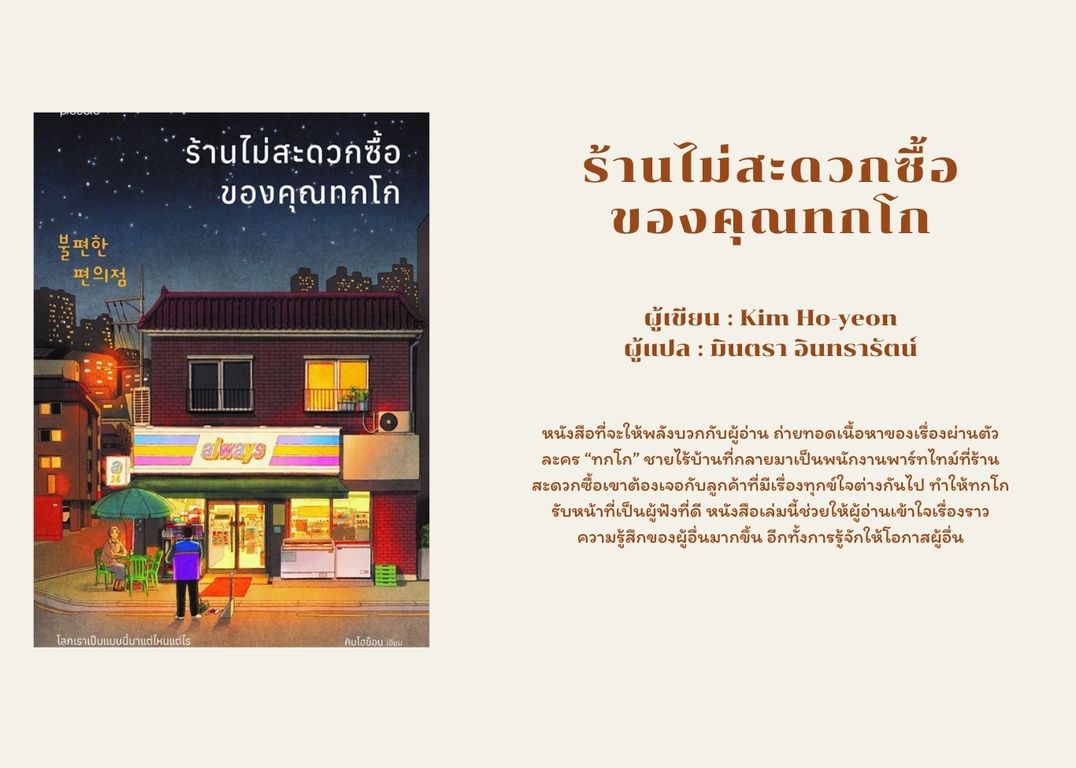 ร้านไม่สะดวกซื้อ
ของคุณทกโก
불편한
편의점
always
24
โลกเราเป็นแบบนี้มาแต่ไหนแต่ไร
คิมโฮย็อน เขียน
ร้านไม่สะดวกซื้อ
ของคุณทกโก
ผู้เขียน : Kim Ho-yeon
ผู้แปล : มินตรา อินทรารัตน์
หนังสือที่จะให้พลังบวกกับผู้อ่าน ถ่ายทอดเนื้อหาของเรื่องผ่านตัว
ละคร “ทกโก” ชายไร้บ้านที่กลายมาเป็นพนักงานพาร์ทไทม์ที่ร้าน
สะดวกซื้อเขาต้องเจอกับลูกค้าที่มีเรื่องทุกข์ใจต่างกันไป ทำให้ทกโก
รับหน้าที่เป็นผู้ฟังที่ดี หนังสือเล่มนี้ช่วยให้ผู้อ่านเข้าใจเรื่องราว
ความรู้สึกของผู้อื่นมากขึ้น อีกทั้งการรู้จักให้โอกาสผู้อื่น